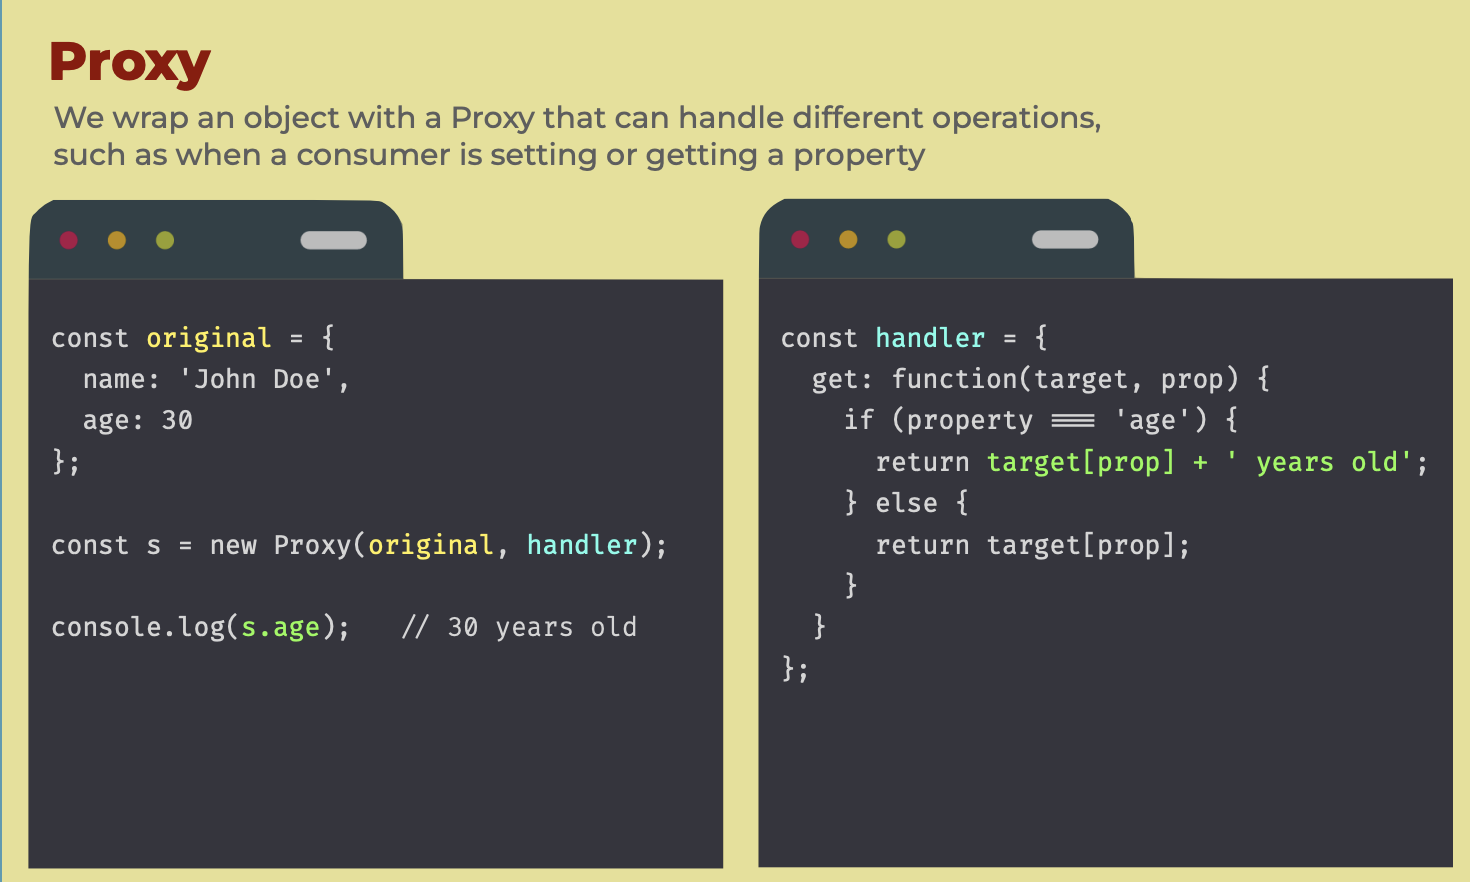 Proxy
We wrap an object with a Proxy that can handle different operations,
such as when a consumer is setting or getting a property
const original = {
  name: 'John Doe',
  age: 30
};
const s = new Proxy(original, handler);
console.log(s.age);   // 30 years old
const handler = {
  get: function(target, prop) {
    if (property === 'age') {
      return target[prop] + ' years old';
    } else {
      return target[prop];
    }
  }
};